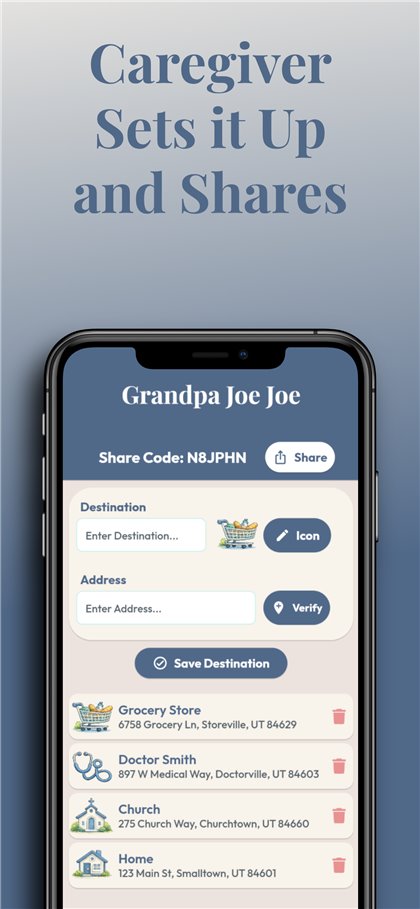 Caregiver
Sets it Up
and Shares
Grandpa Joe Joe
Share Code: N8JPHN
Share
Destination
Enter Destination...
Icon
Address
Enter Address...
Verify
Save Destination
Grocery Store
6758 Grocery Ln, Storeville, UT 84629
Doctor Smith
897 W Medical Way, Doctorville, UT 84603
Church
275 Church Way, Churchtown, UT 84660
Home
123 Main St, Smalltown, UT 84601